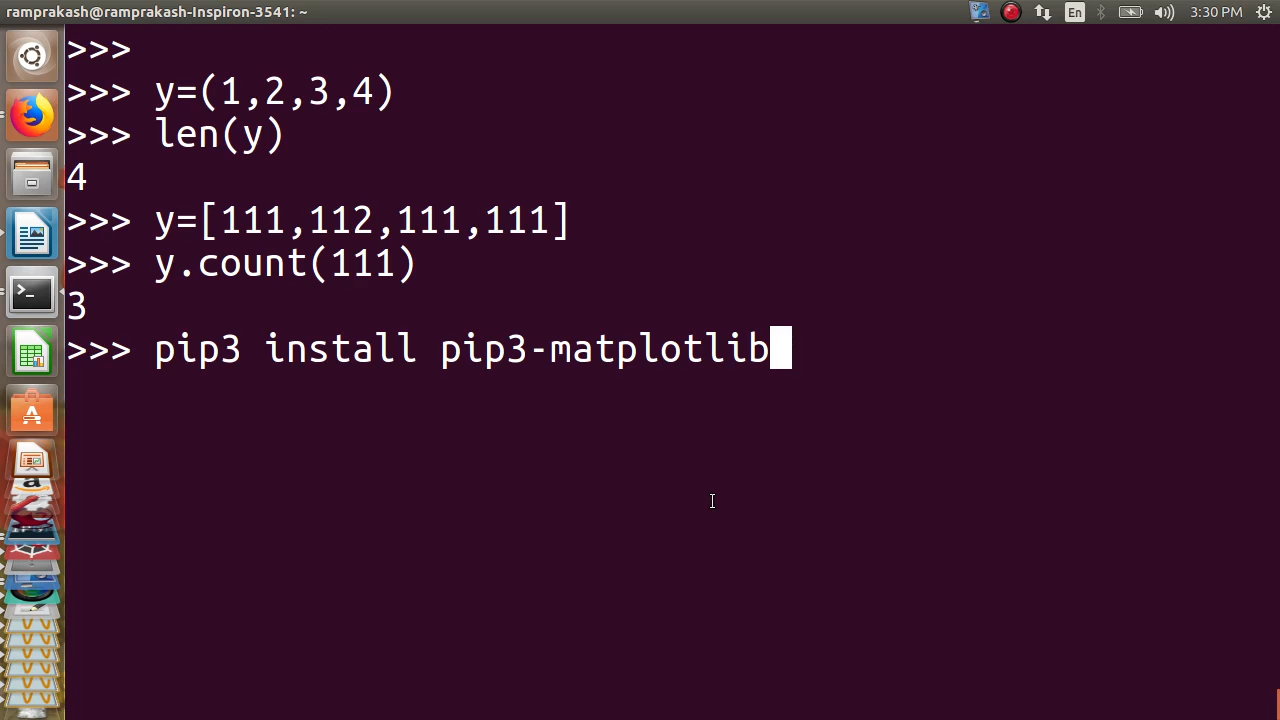 ramprakash@ramprakash-Inspiron-3541: ~
En
3:30 PM
>>>
>>> y=(1,2,3,4)
>>> len(y)
4
>>> y=[111,112,111,111]
>>> y.count(111)
3
>>> pip3 install pip3-matplotlib